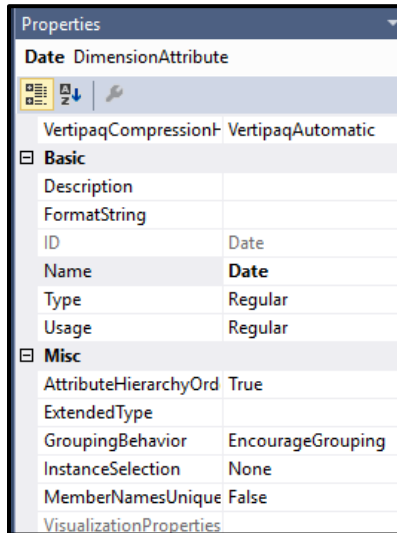 Properties
Date DimensionAttribute
VertipaqCompressionH VertipaqAutomatic
Basic
Description
FormatString
ID Date
Name Date
Type Regular
Usage Regular
Misc
AttributeHierarchyOrd True
ExtendedType
GroupingBehavior EncourageGrouping
InstanceSelection None
MemberNamesUnique False
VisualizationProperties